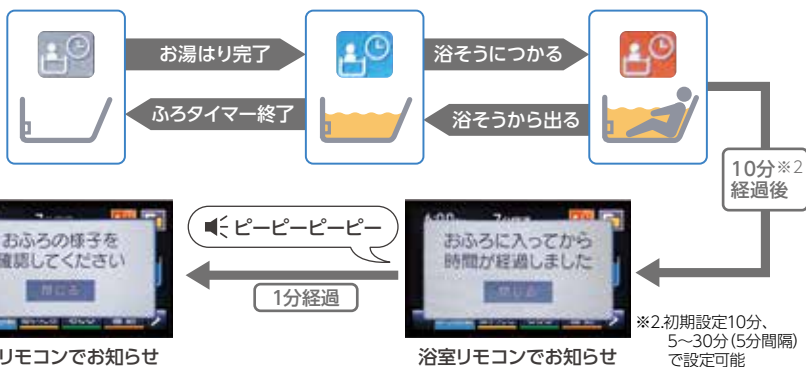 お湯はり完了
浴そうにつかる
ふろタイマー終了
浴そうから出る
10分※2
経過後
おふろの様子を
確認してください
閉じる
ピーピーピーピー
おふろに入ってから
時間が経過しました
閉じる
1分経過
リモコンでお知らせ
浴室リモコンでお知らせ
※2.初期設定10分、
5〜30分(5分間隔)
で設定可能